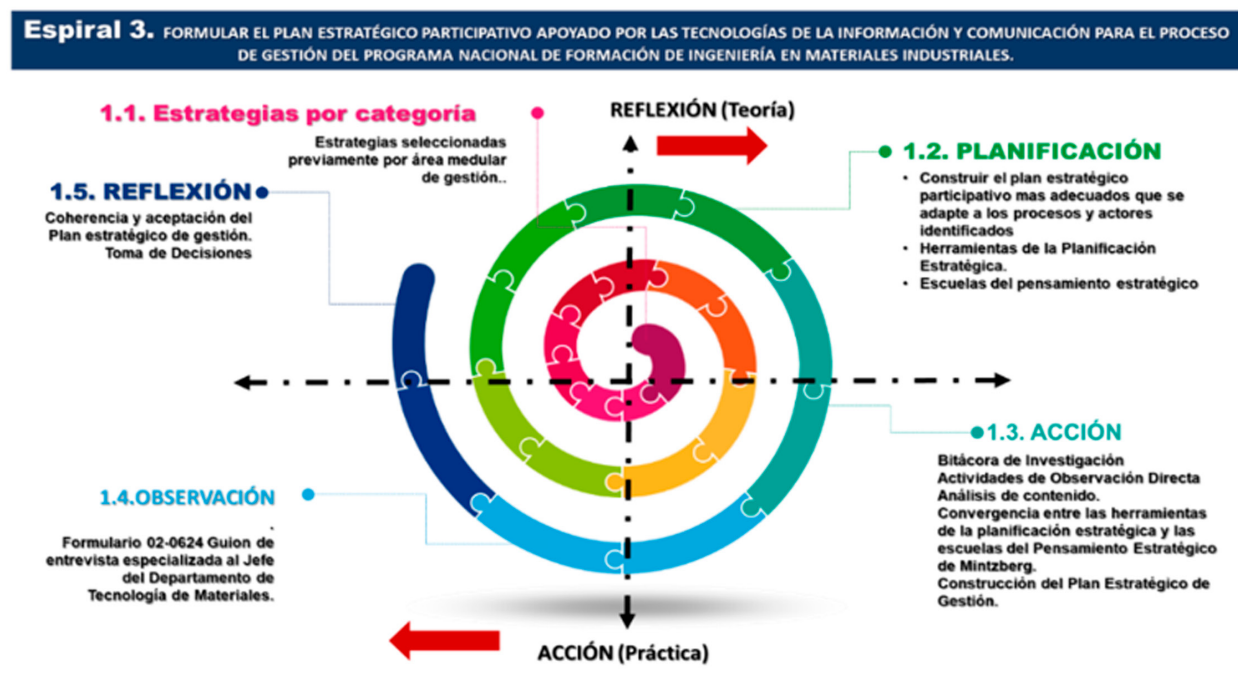 Espiral 3. FORMULAR EL PLAN ESTRATÉGICO PARTICIPATIVO APOYADO POR LAS TECNOLOGÍAS DE LA INFORMACIÓN Y COMUNICACIÓN PARA EL PROCESO
DE GESTIÓN DEL PROGRAMA NACIONAL DE FORMACIÓN DE INGENIERÍA EN MATERIALES INDUSTRIALES.
REFLEXIÓN (Teoría)
1.1. Estrategias por categoría
Estrategias seleccionadas
previamente por área medular
de gestión..
1.2. PLANIFICACIÓN
• Construir el plan estratégico
participativo mas adecuados que se
adapte a los procesos y actores
identificados
• Herramientas de la Planificación
Estratégica.
• Escuelas del pensamiento estratégico
1.5. REFLEXIÓN
Coherencia y aceptación del
Plan estratégico de gestión.
Toma de Decisiones
1.3. ACCIÓN
Bitácora de Investigación
Actividades de Observación Directa
Análisis de contenido.
Convergencia entre las herramientas
de la planificación estratégica y las
escuelas del Pensamiento Estratégico
de Mintzberg.
Construcción del Plan Estratégico de
Gestión.
1.4.OBSERVACIÓN
.
Formulario 02-0624 Guion de
entrevista especializada al Jefe
del Departamento de
Tecnología de Materiales.
ACCIÓN (Práctica)